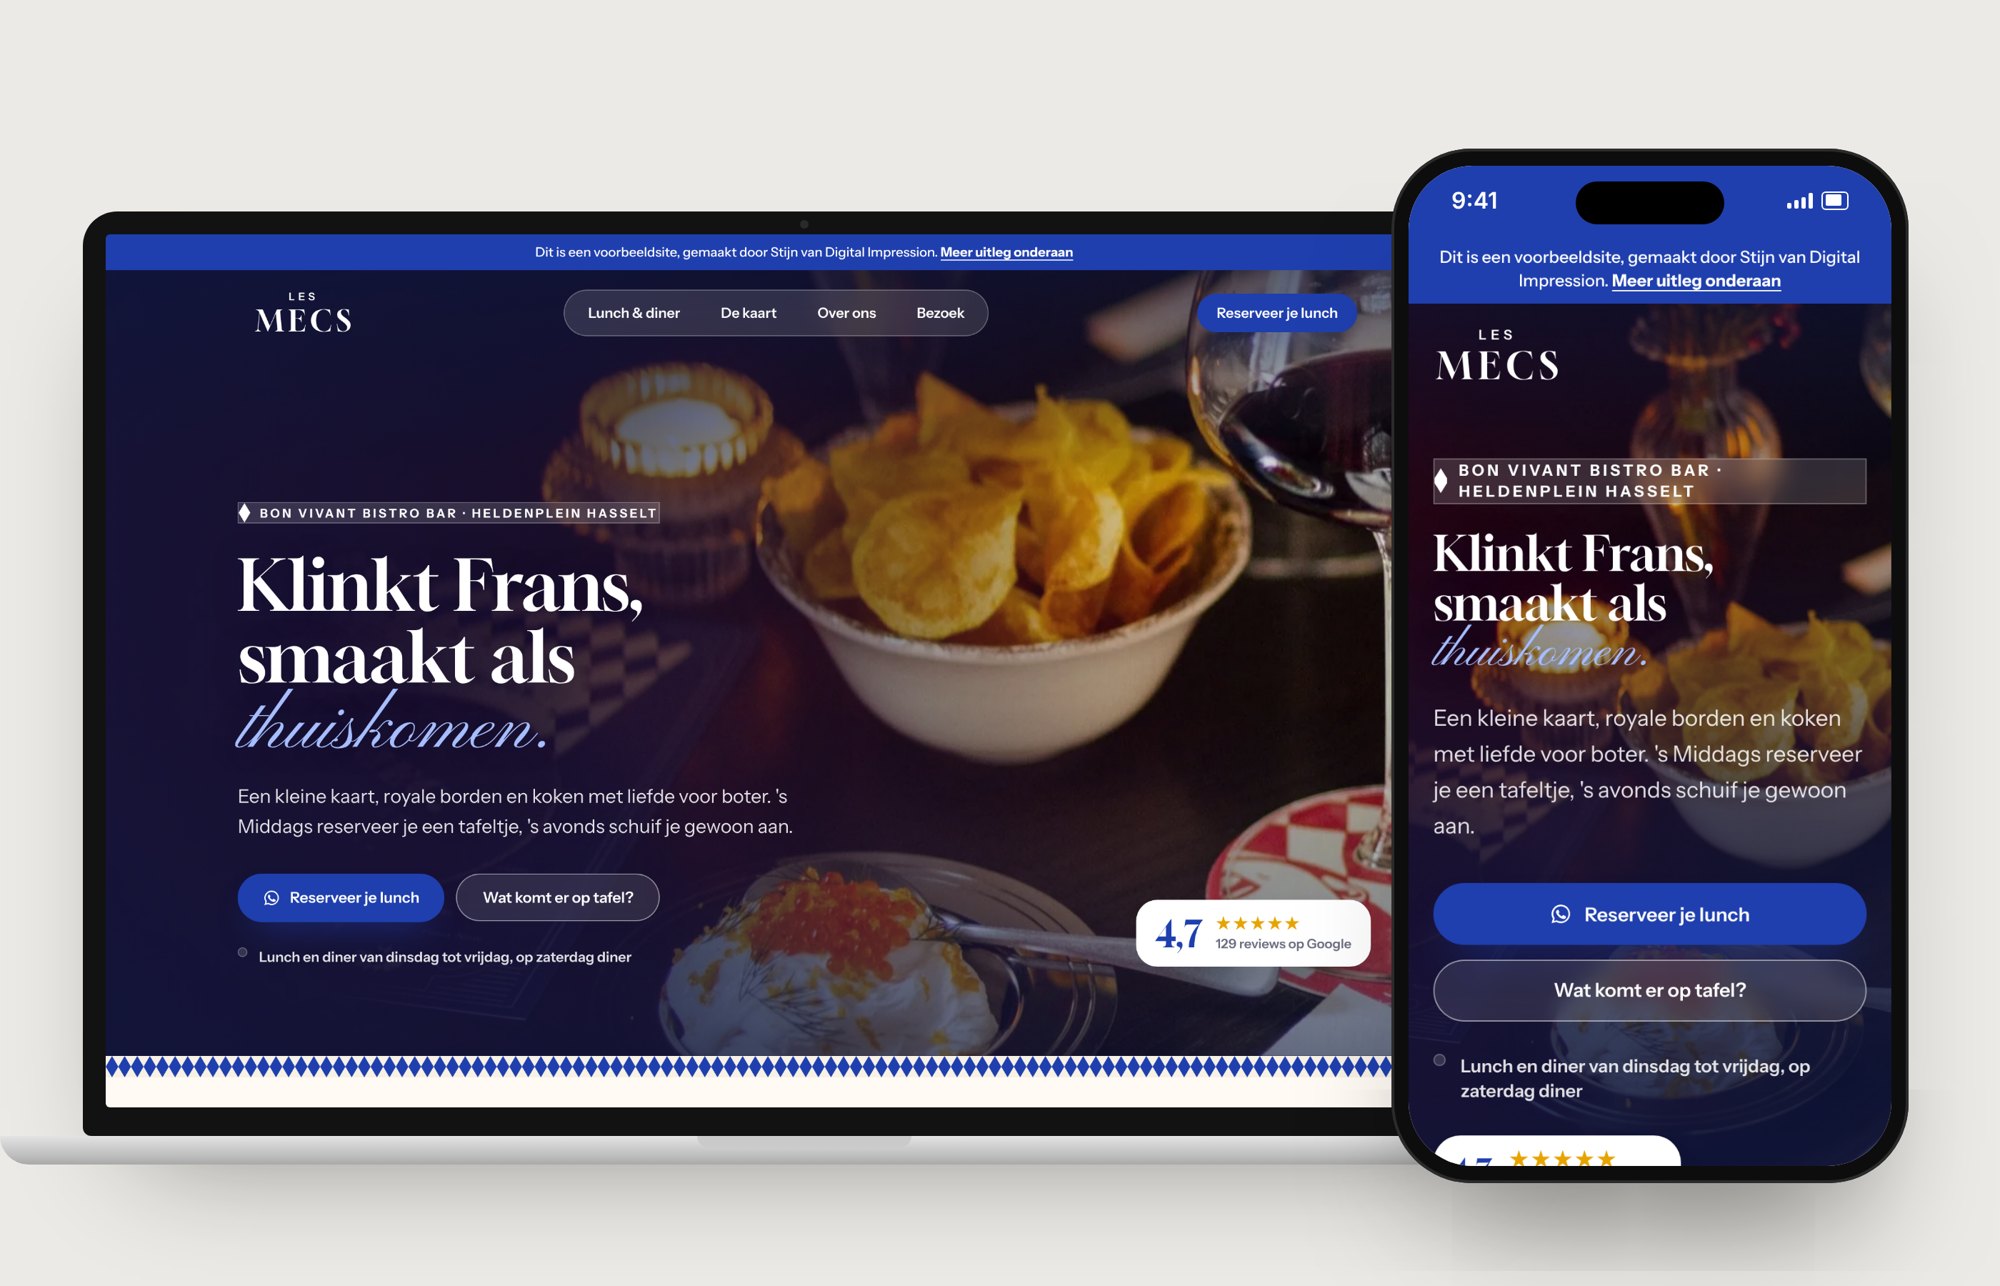 Dit is een voorbeeldsite, gemaakt door Stijn van Digital Impression. Meer uitleg onderaan
LES
MECS
Lunch & diner
De kaart
Over ons
Bezoek
Reserveer je lunch
BON VIVANT BISTRO BAR · HELDENPLEIN HASSELT
Klinkt Frans,
smaakt als
thuiskomen.
Een kleine kaart, royale borden en koken met liefde voor boter. 's
Middags reserveer je een tafeltje, 's avonds schuif je gewoon aan.
Reserveer je lunch
Wat komt er op tafel?
Lunch en diner van dinsdag tot vrijdag, op zaterdag diner
4,7
129 reviews op Google
9:41
Dit is een voorbeeldsite, gemaakt door Stijn van Digital
Impression. Meer uitleg onderaan
LES
MECS
BON VIVANT BISTRO BAR ·
HELDENPLEIN HASSELT
Klinkt Frans,
smaakt als
thuiskomen.
Een kleine kaart, royale borden en koken
met liefde voor boter. 's Middags reserveer
je een tafeltje, 's avonds schuif je gewoon
aan.
Reserveer je lunch
Wat komt er op tafel?
Lunch en diner van dinsdag tot vrijdag, op
zaterdag diner
4,7